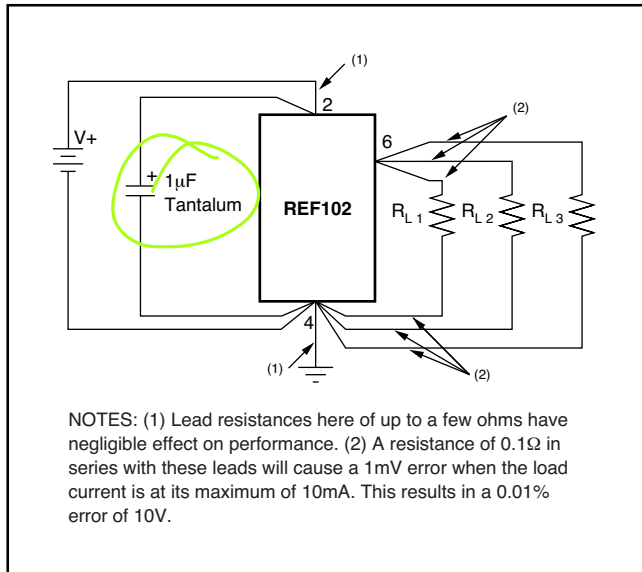 (1)
2
(2)
V+
6
+
1µF
Tantalum
REF102
R_L 1
R_L 2
R_L 3
4
(1)
(2)
NOTES: (1) Lead resistances here of up to a few ohms have
negligible effect on performance. (2) A resistance of 0.1Ω in
series with these leads will cause a 1mV error when the load
current is at its maximum of 10mA. This results in a 0.01%
error of 10V.